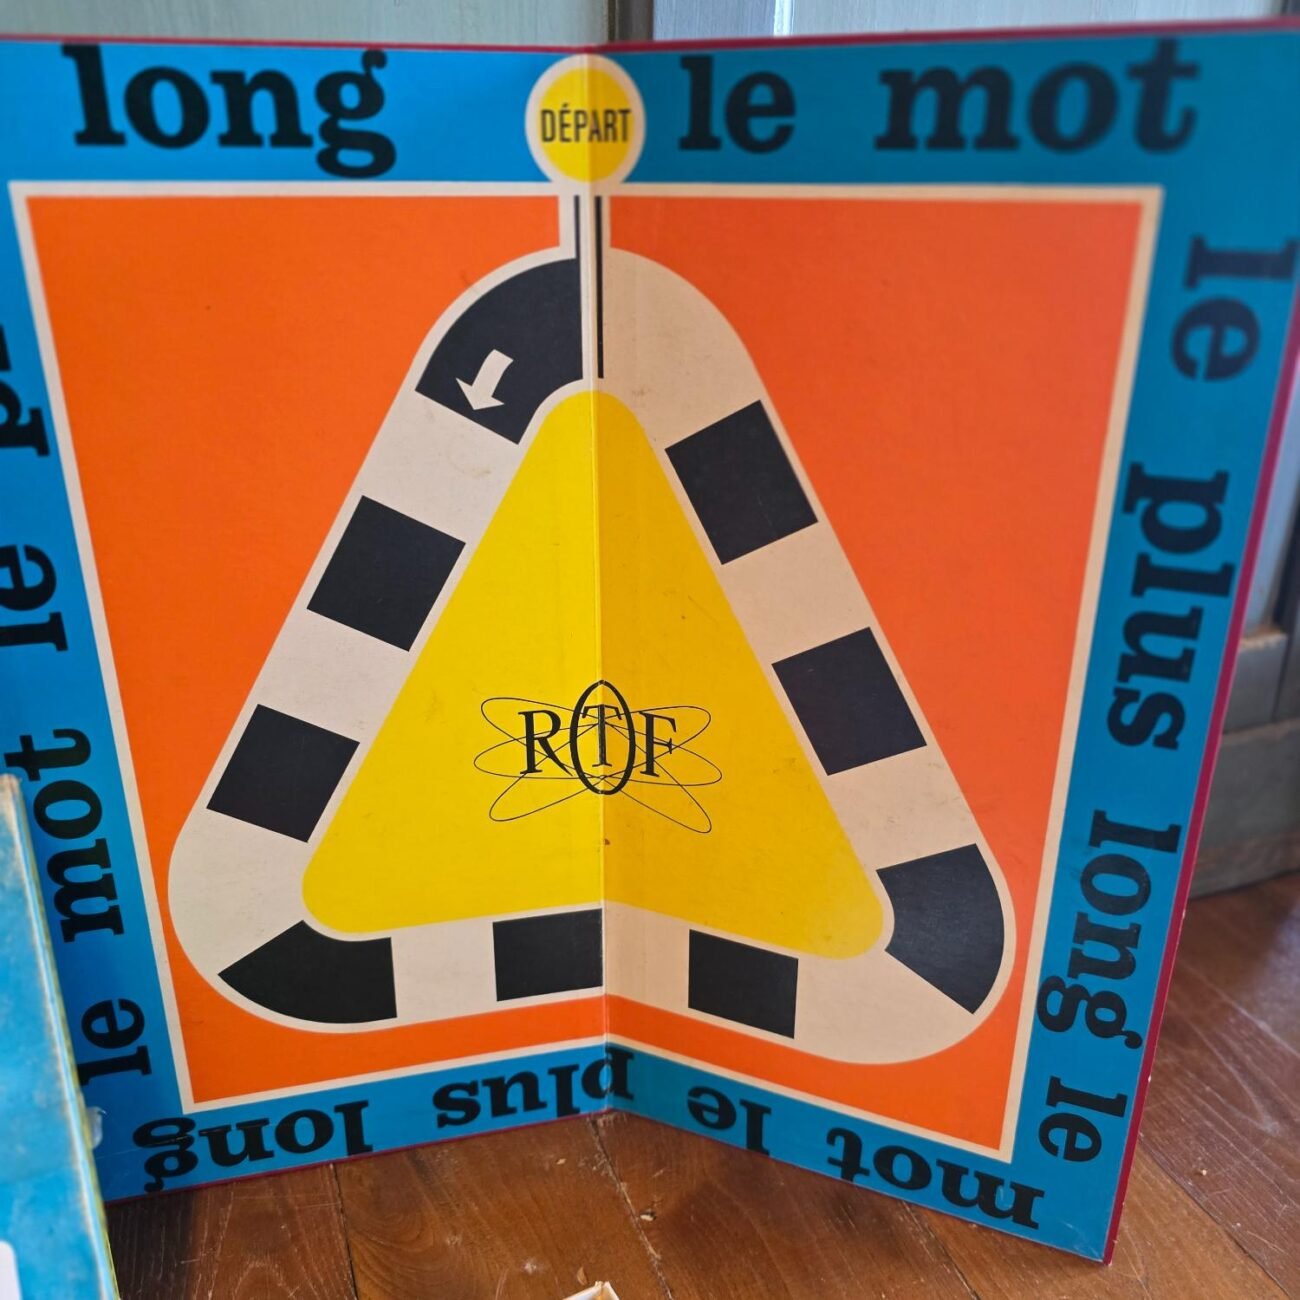 long
DÉPART
le mot
le plus long le
mot le plus long
le mot le
RTF